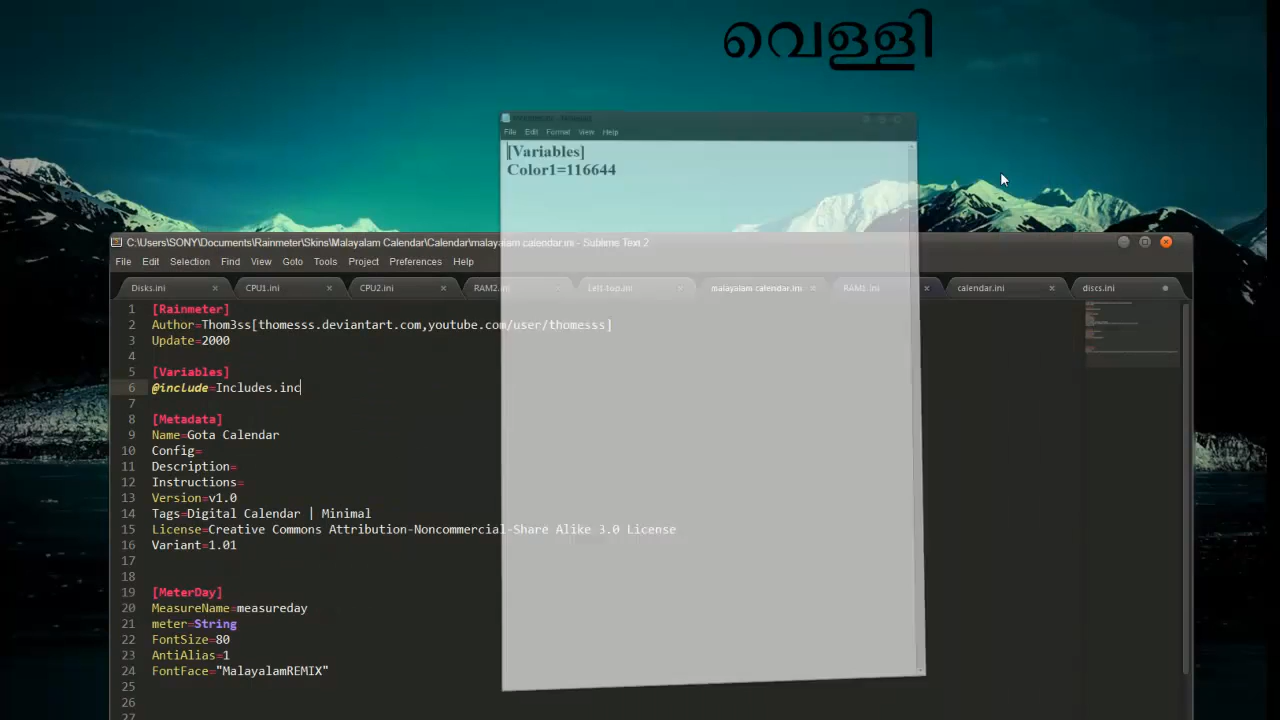 വെള്ളി
File Edit Format View Help
[Variables]
Color1=116644
C:\Users\SONY\Documents\Rainmeter\Skins\Malayalam Calendar\Calendar\malayalam calendar.ini - Sublime Text 2
File Edit Selection Find View Goto Tools Project Preferences Help
Disks.ini CPU1.ini CPU2.ini RAM2.ini Left-top.ini malayalam calendar.ini RAM1.ini calendar.ini discs.ini
1 [Rainmeter]
2 Author=Thom3ss[thomesss.deviantart.com,youtube.com/user/thomesss]
3 Update=2000
4
5 [Variables]
6 @include=Includes.inc
7
8 [Metadata]
9 Name=Gota Calendar
10 Config=
11 Description=
12 Instructions=
13 Version=v1.0
14 Tags=Digital Calendar | Minimal
15 License=Creative Commons Attribution-Noncommercial-Share Alike 3.0 License
16 Variant=1.01
17
18
19 [MeterDay]
20 MeasureName=measureday
21 meter=String
22 FontSize=80
23 AntiAlias=1
24 FontFace="MalayalamREMIX"
25
26
27